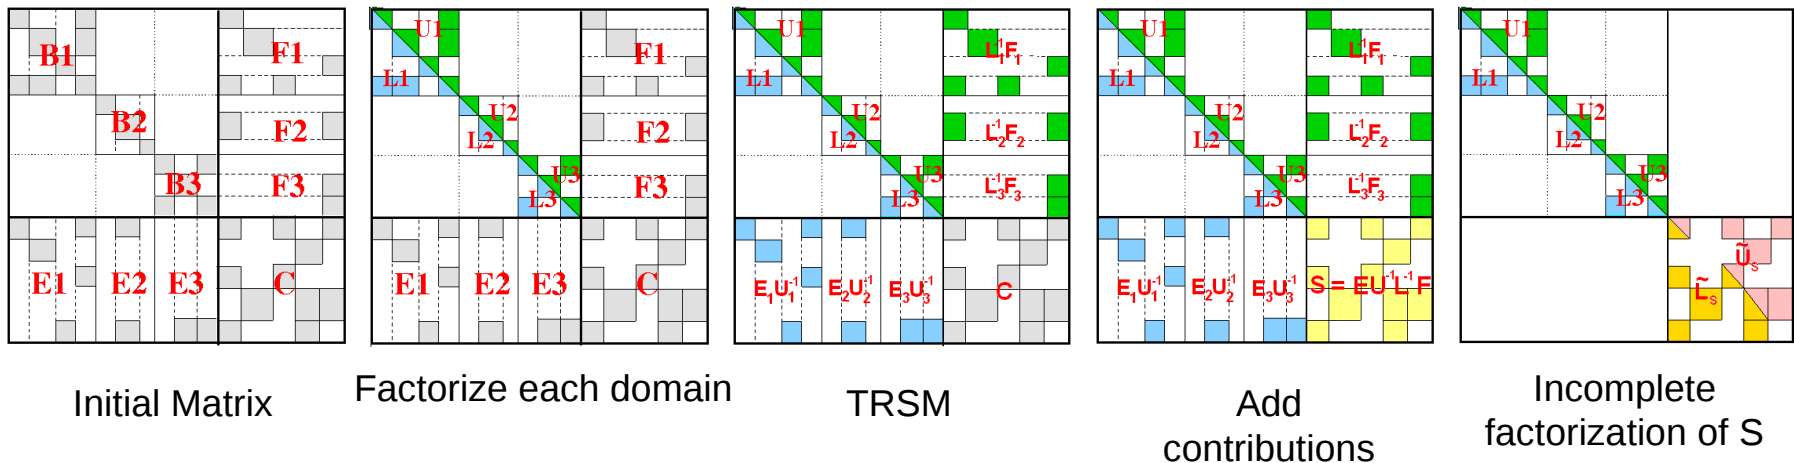 B1
F1
B2
F2
B3
F3
E1
E2
E3
C
Initial Matrix
U1
F1
L1
U2
L2
F2
U3
L3
F3
E1
E2
E3
C
Factorize each domain
U1
L₁⁻¹F₁
L1
U2
L2
L₂⁻¹F₂
U3
L3
L₃⁻¹F₃
E₁U₁⁻¹
E₂U₂⁻¹
E₃U₃⁻¹
C
TRSM
U1
L₁⁻¹F₁
L1
U2
L2
L₂⁻¹F₂
U3
L3
L₃⁻¹F₃
E₁U₁⁻¹
E₂U₂⁻¹
E₃U₃⁻¹
S = EU⁻¹L⁻¹F
Add
contributions
U1
L1
U2
L2
U3
L3
Ũₛ
L̃ₛ
Incomplete
factorization of S